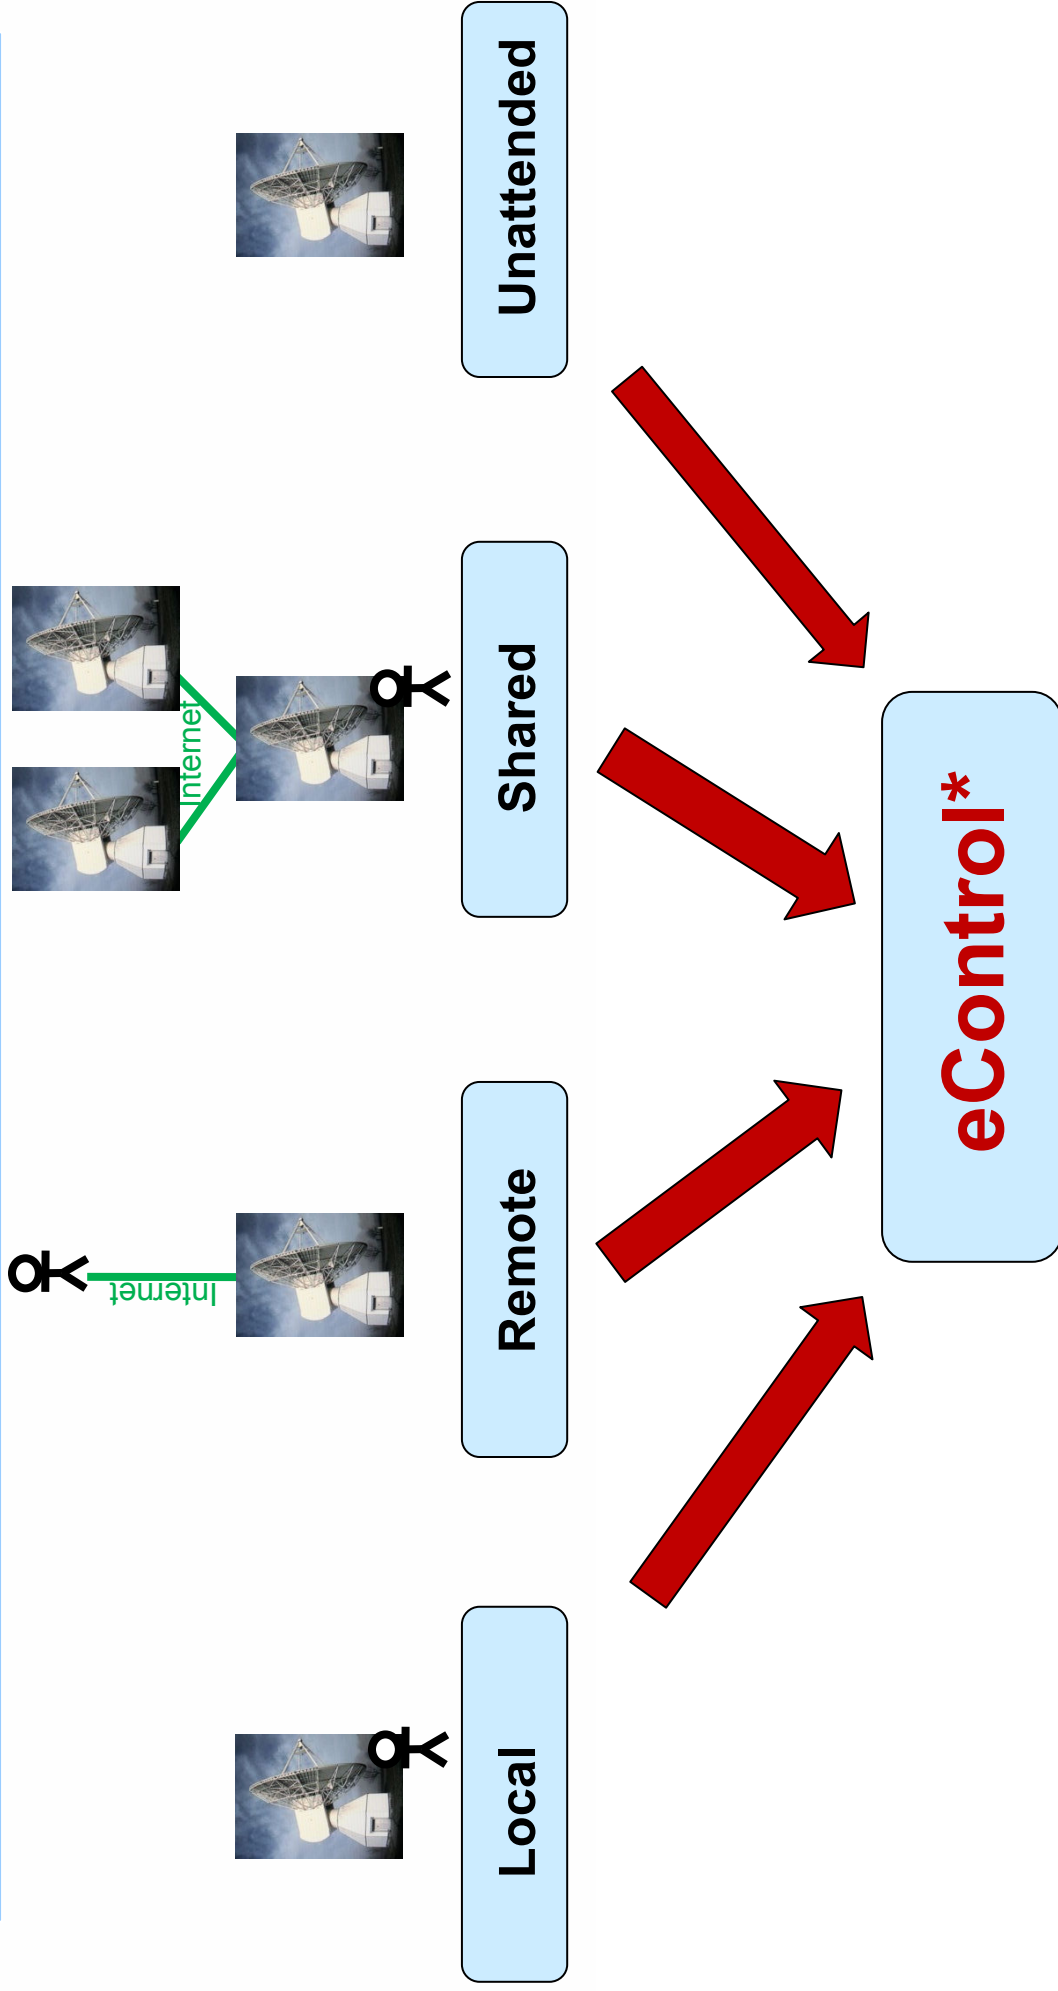 Internet
Internet
Local
Remote
Shared
Unattended
eControl*